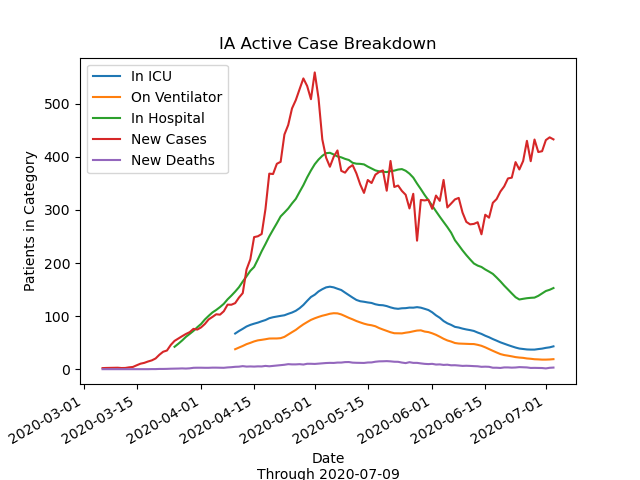 IA Active Case Breakdown
In ICU
On Ventilator
In Hospital
New Cases
New Deaths
Patients in Category
500
400
300
200
100
0
2020-03-01
2020-03-15
2020-04-01
2020-04-15
2020-05-01
2020-05-15
2020-06-01
2020-06-15
2020-07-01
Date
Through 2020-07-09